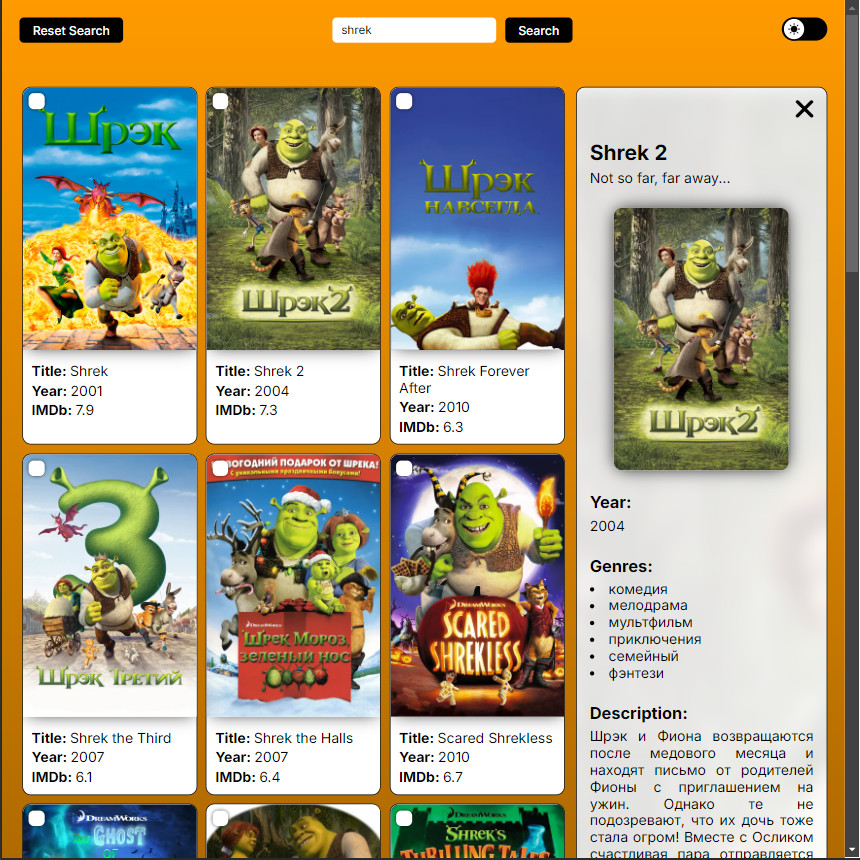 Reset Search
shrek
Search
Шрэк
Title: Shrek
Year: 2001
IMDb: 7.9
Шрэк2
Title: Shrek 2
Year: 2004
IMDb: 7.3
Шрэк
НАВСЕГДА
Title: Shrek Forever
After
Year: 2010
IMDb: 6.3
3
Шрэк Третий
Title: Shrek the Third
Year: 2007
IMDb: 6.1
НОВОГОДНИЙ ПОДАРОК ОТ ШРЕКА!
С уникальными праздничными бонусами!
DREAMWORKS
Шрек Мороз,
зеленый нос
Title: Shrek the Halls
Year: 2007
IMDb: 6.4
DREAMWORKS
SCARED
SHREKLESS
Title: Scared Shrekless
Year: 2010
IMDb: 6.7
DREAMWORKS
GHOST
OF
SHREK'S
THRILLING TALES
Shrek 2
Not so far, far away...
Шрэк2
Year:
2004
Genres:
• комедия
• мелодрама
• мультфильм
• приключения
• семейный
• фэнтези
Description:
Шрэк и Фиона возвращаются
после медового месяца и
находят письмо от родителей
Фионы с приглашением на
ужин. Однако те не
подозревают, что их дочь тоже
стала огром! Вместе с Осликом
счастливая пара отправляется